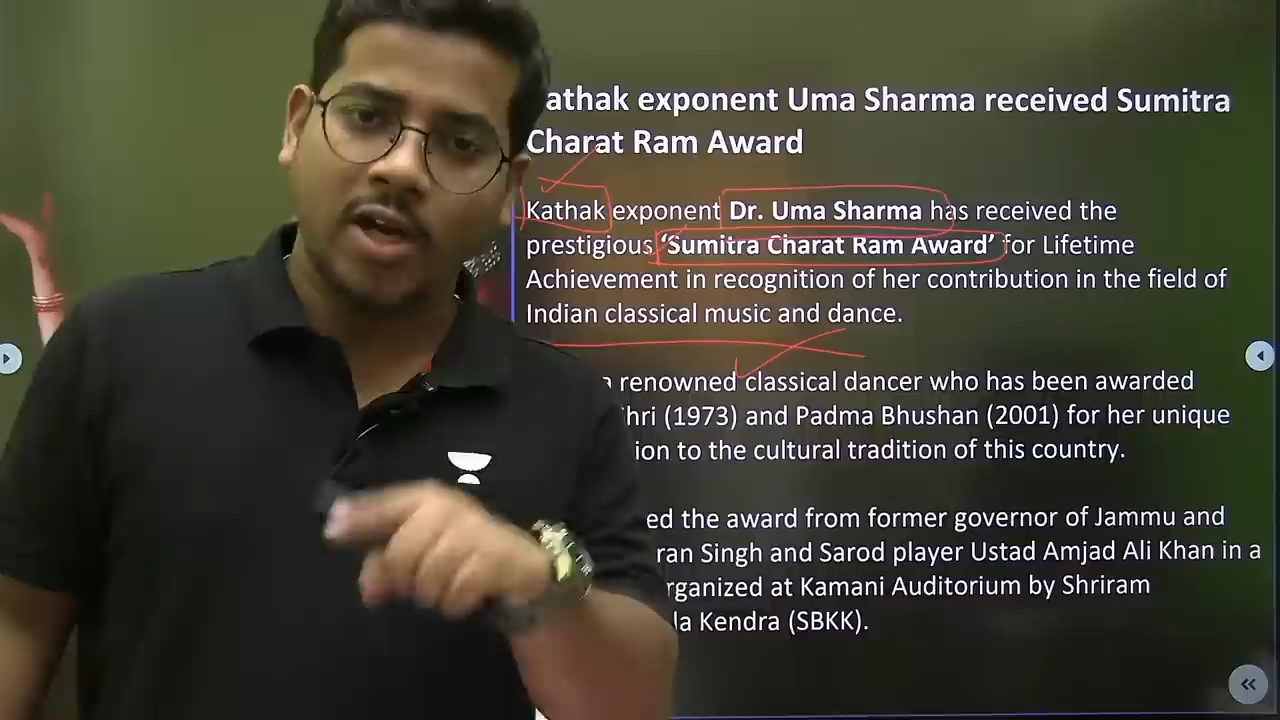 athak exponent Uma Sharma received Sumitra
Charat Ram Award
Kathak exponent Dr. Uma Sharma has received the
prestigious ‘Sumitra Charat Ram Award’ for Lifetime
Achievement in recognition of her contribution in the field of
Indian classical music and dance.
renowned classical dancer who has been awarded
hri (1973) and Padma Bhushan (2001) for her unique
ion to the cultural tradition of this country.
ed the award from former governor of Jammu and
ran Singh and Sarod player Ustad Amjad Ali Khan in a
rganized at Kamani Auditorium by Shriram
la Kendra (SBKK).